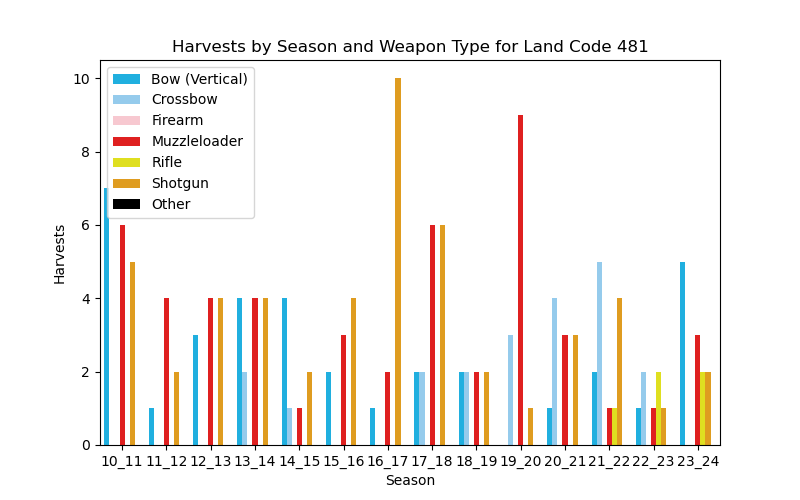 Harvests by Season and Weapon Type for Land Code 481
10
8
6
4
2
0
Harvests
Bow (Vertical)
Crossbow
Firearm
Muzzleloader
Rifle
Shotgun
Other
10_11 11_12 12_13 13_14 14_15 15_16 16_17 17_18 18_19 19_20 20_21 21_22 22_23 23_24
Season